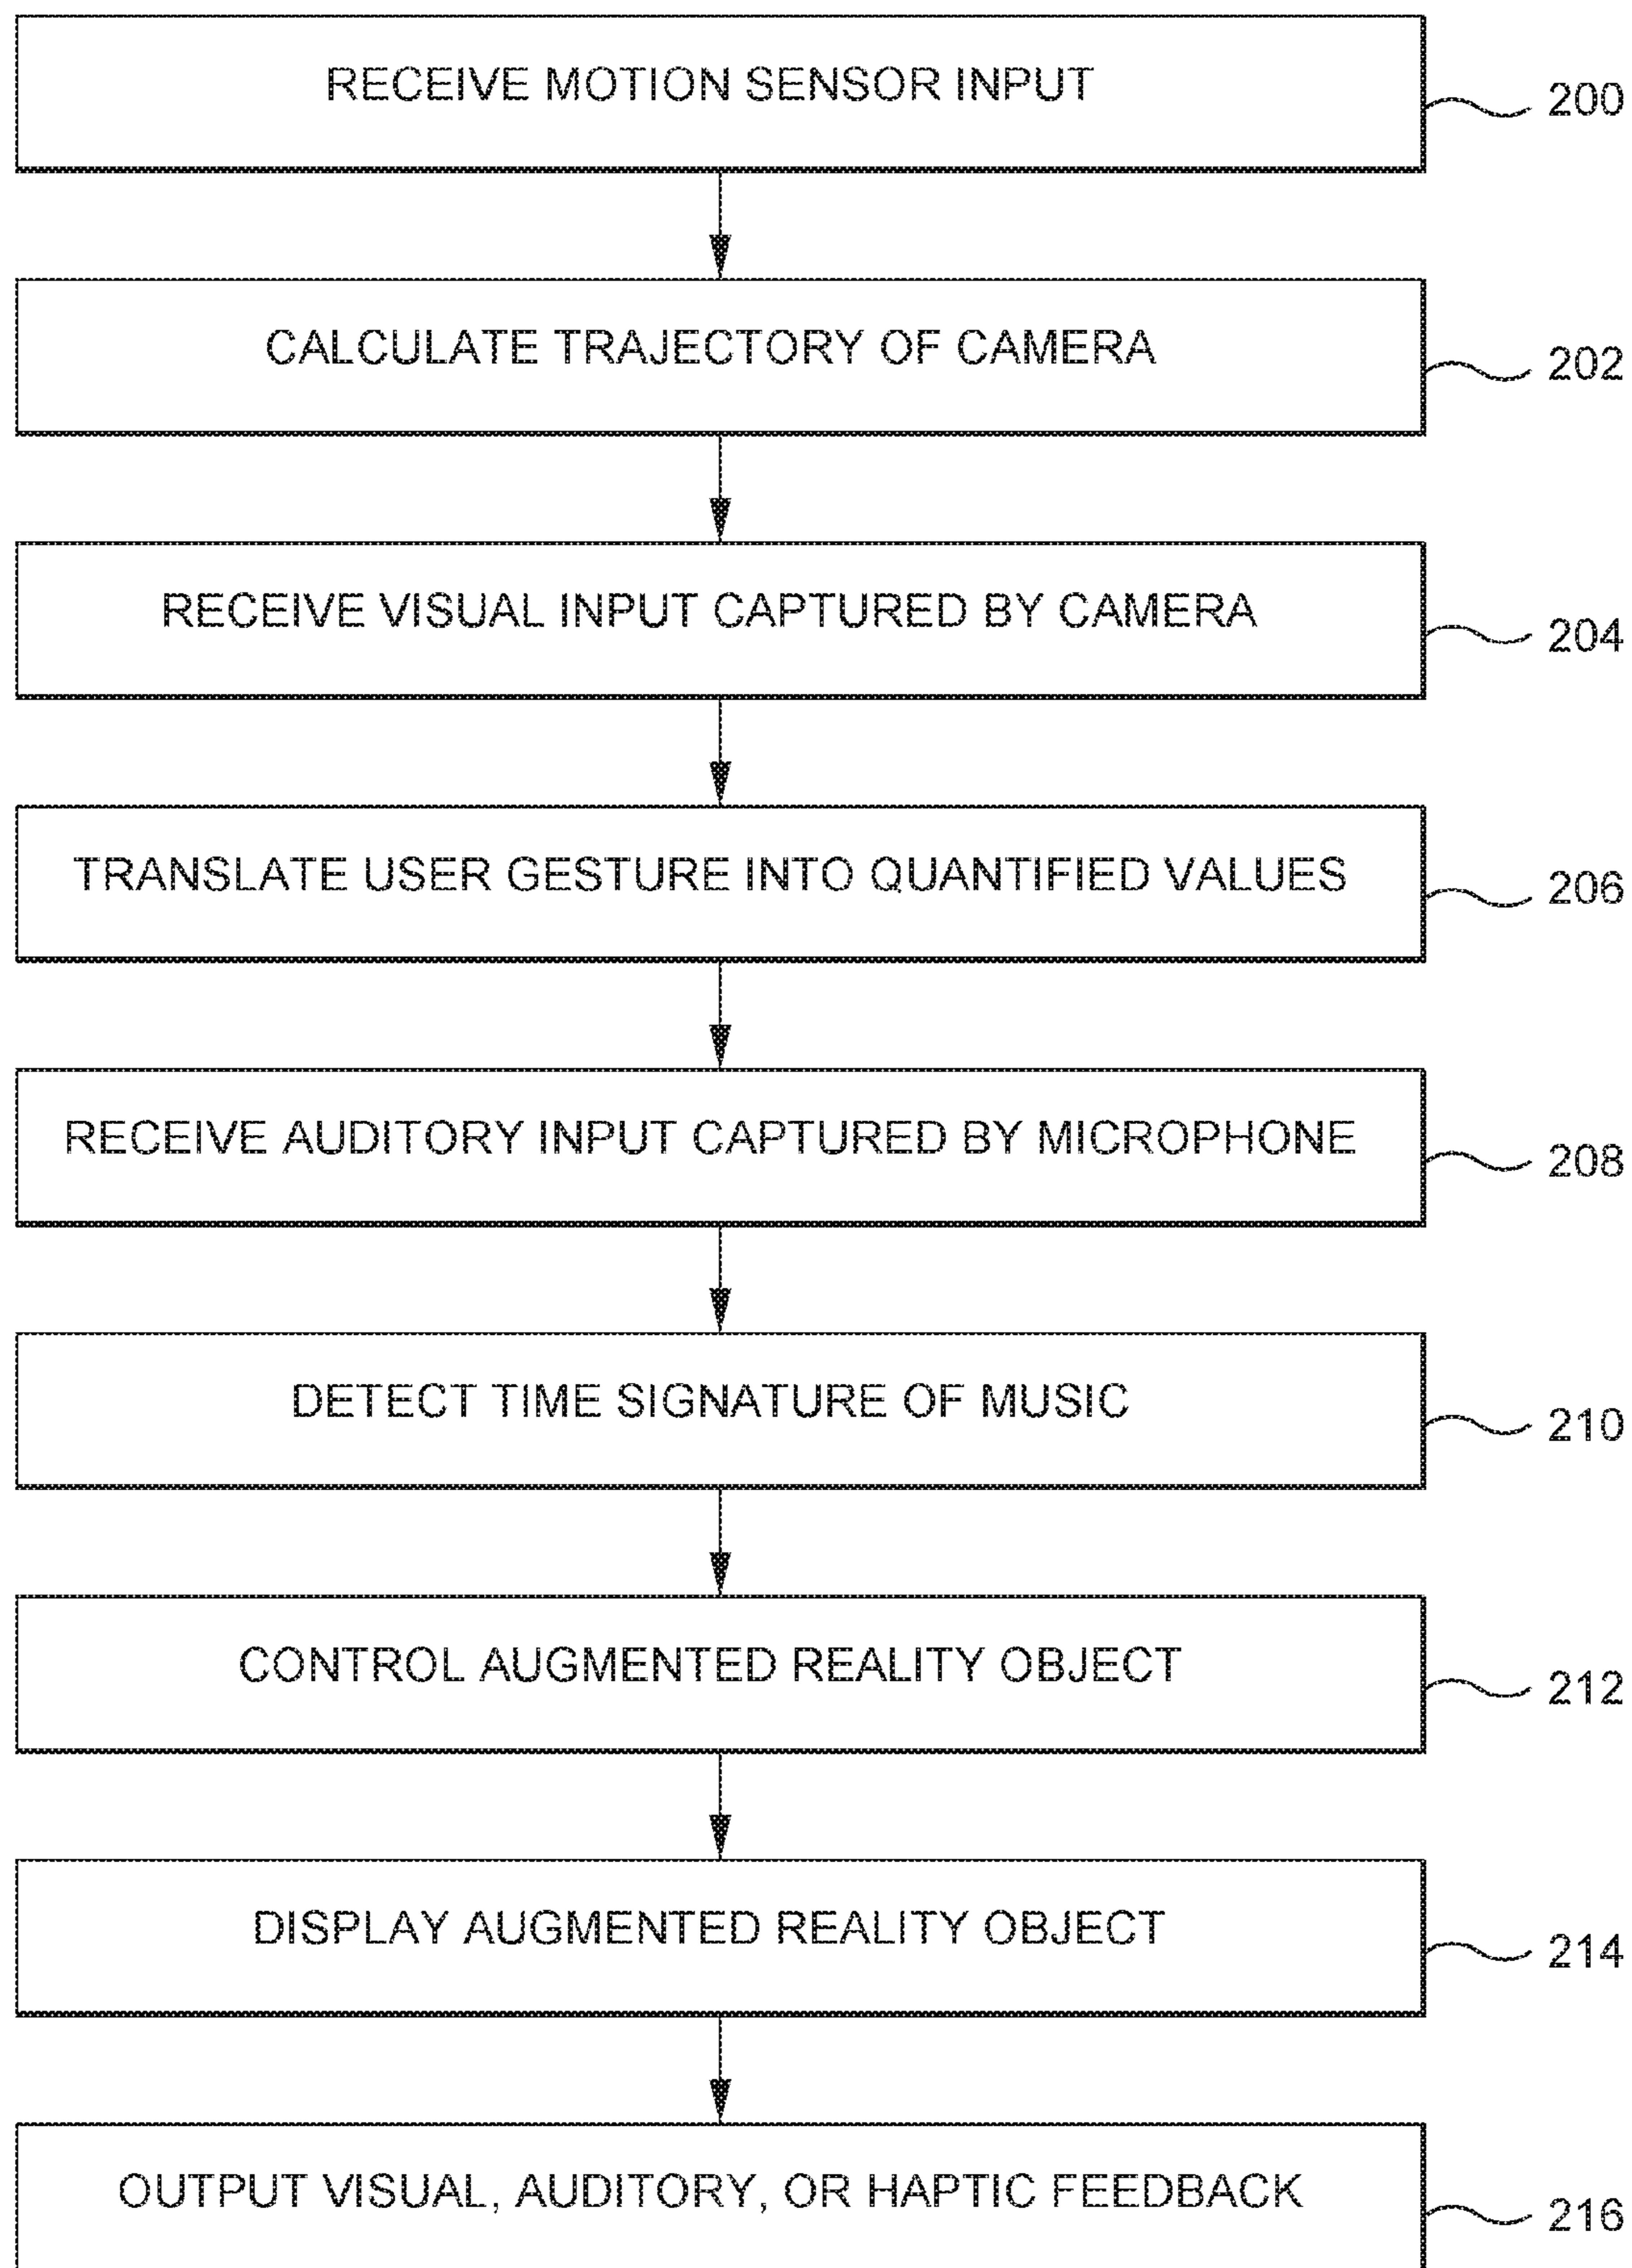 RECEIVE MOTION SENSOR INPUT
200
CALCULATE TRAJECTORY OF CAMERA
202
RECEIVE VISUAL INPUT CAPTURED BY CAMERA
204
TRANSLATE USER GESTURE INTO QUANTIFIED VALUES
206
RECEIVE AUDITORY INPUT CAPTURED BY MICROPHONE
208
DETECT TIME SIGNATURE OF MUSIC
210
CONTROL AUGMENTED REALITY OBJECT
212
DISPLAY AUGMENTED REALITY OBJECT
214
OUTPUT VISUAL, AUDITORY, OR HAPTIC FEEDBACK
216